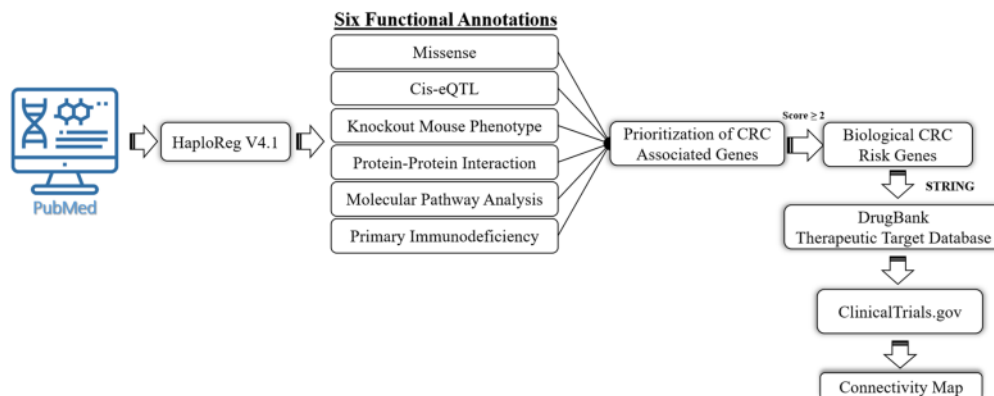 Six Functional Annotations
Missense
Cis-eQTL
Knockout Mouse Phenotype
Protein-Protein Interaction
Molecular Pathway Analysis
Primary Immunodeficiency
PubMed
HaploReg V4.1
Prioritization of CRC
Associated Genes
Score ≥ 2
Biological CRC
Risk Genes
STRING
DrugBank
Therapeutic Target Database
ClinicalTrials.gov
Connectivity Map